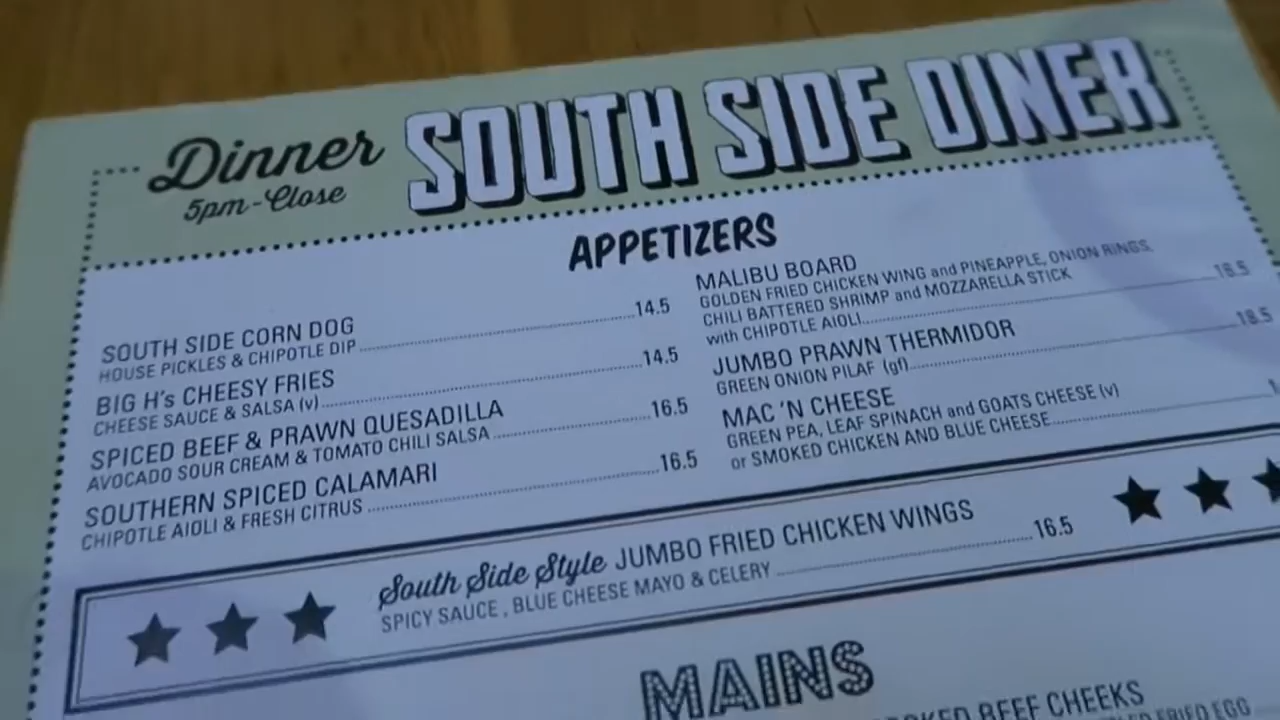 Dinner
5pm-Close
SOUTH SIDE DINER
APPETIZERS
SOUTH SIDE CORN DOG
HOUSE PICKLES & CHIPOTLE DIP 14.5
BIG H's CHEESY FRIES
CHEESE SAUCE & SALSA (v) 14.5
SPICED BEEF & PRAWN QUESADILLA
AVOCADO SOUR CREAM & TOMATO CHILI SALSA 16.5
SOUTHERN SPICED CALAMARI
CHIPOTLE AIOLI & FRESH CITRUS 16.5
MALIBU BOARD
GOLDEN FRIED CHICKEN WING and PINEAPPLE, ONION RINGS,
CHILI BATTERED SHRIMP and MOZZARELLA STICK
with CHIPOTLE AIOLI 18.5
JUMBO PRAWN THERMIDOR
GREEN ONION PILAF (gf) 18.5
MAC 'N CHEESE
GREEN PEA, LEAF SPINACH and GOATS CHEESE (v)
or SMOKED CHICKEN AND BLUE CHEESE
South Side Style JUMBO FRIED CHICKEN WINGS
SPICY SAUCE, BLUE CHEESE MAYO & CELERY 16.5
MAINS
BEEF CHEEKS
FRIED EGG